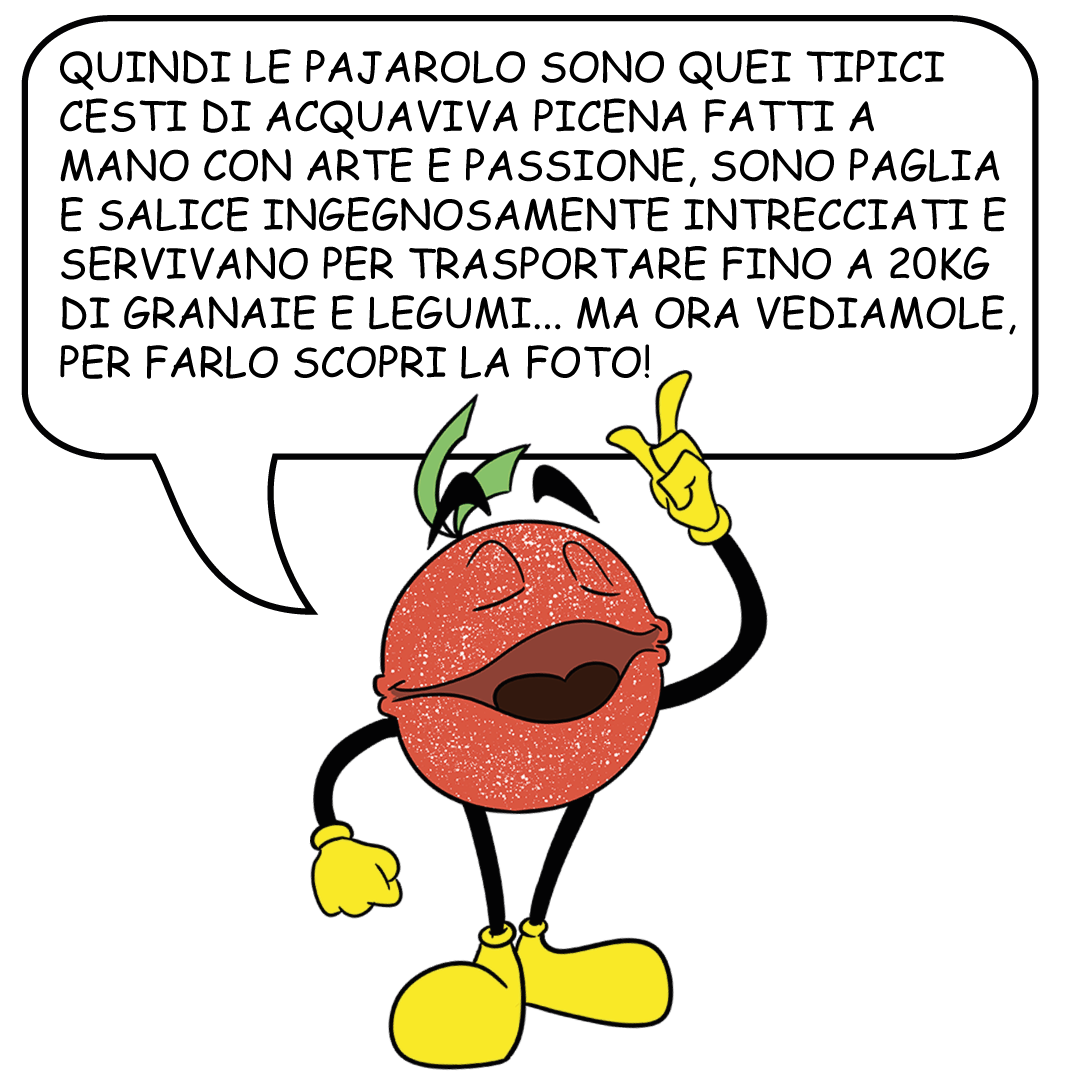 QUINDI LE PAJAROLO SONO QUEI TIPICI
CESTI DI ACQUAVIVA PICENA FATTI A
MANO CON ARTE E PASSIONE, SONO PAGLIA
E SALICE INGEGNOSAMENTE INTRECCIATI E
SERVIVANO PER TRASPORTARE FINO A 20KG
DI GRANAIE E LEGUMI... MA ORA VEDIAMOLE,
PER FARLO SCOPRI LA FOTO!